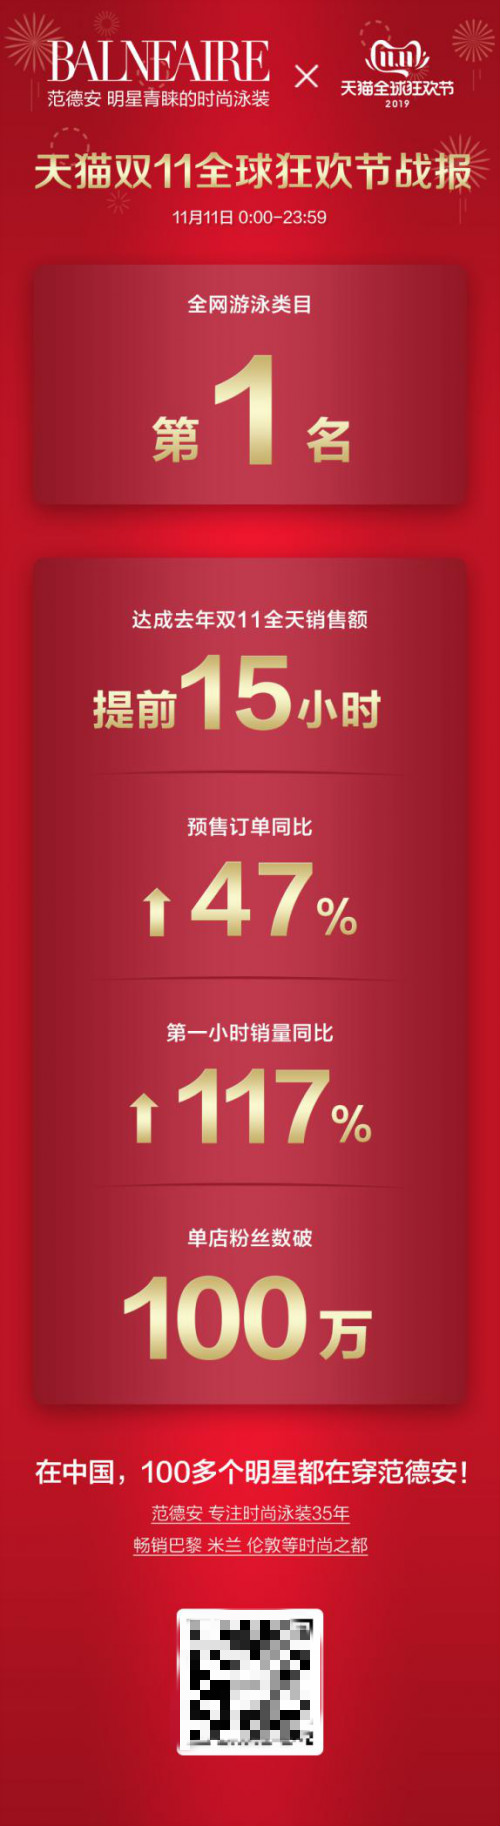 BALNEAIRE
范德安 明星青睐的时尚泳装
×
11.11
天猫全球狂欢节
2019
天猫双11全球狂欢节战报
11月11日 0:00-23:59
全网游泳类目
第1名
达成去年双11全天销售额
提前15小时
预售订单同比
↑47%
第一小时销量同比
↑117%
单店粉丝数破
100万
在中国，100多个明星都在穿范德安！
范德安 专注时尚泳装35年
畅销巴黎 米兰 伦敦等时尚之都